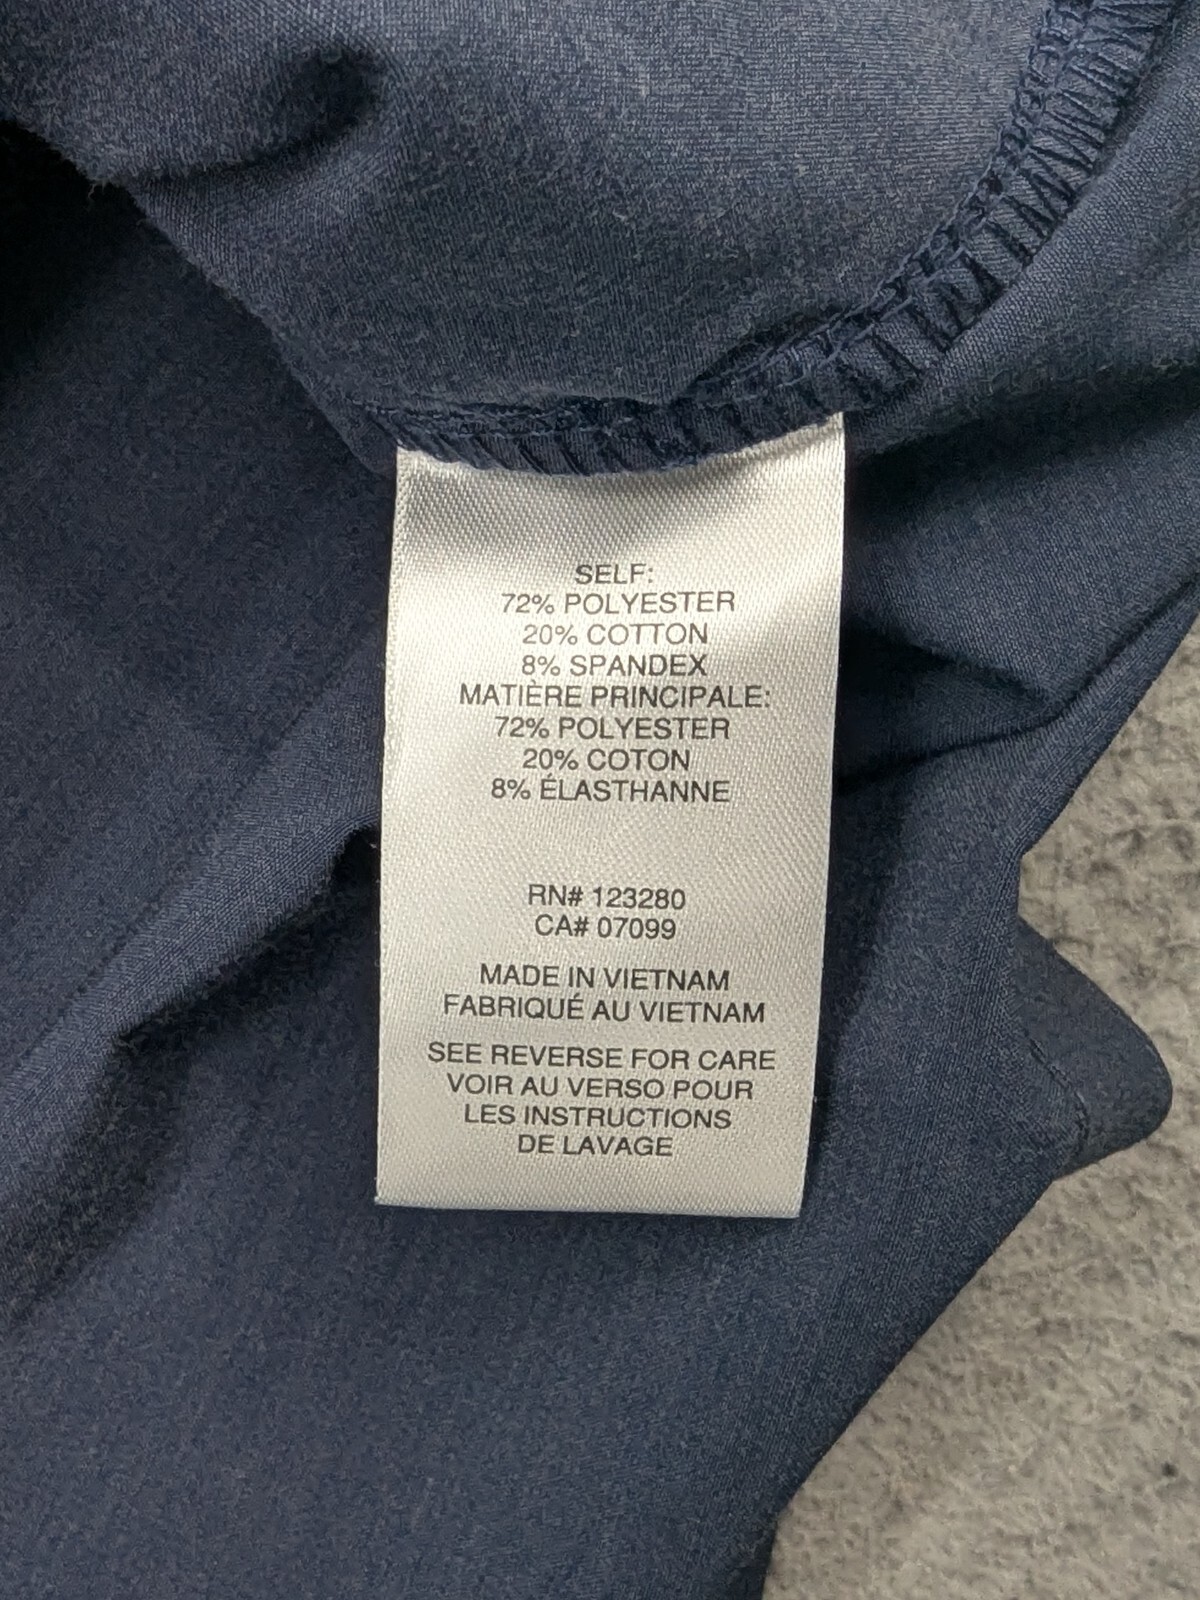 SELF:
72% POLYESTER
20% COTTON
8% SPANDEX
MATIÈRE PRINCIPALE:
72% POLYESTER
20% COTON
8% ÉLASTHANNE
RN# 123280
CA# 07099
MADE IN VIETNAM
FABRIQUÉ AU VIETNAM
SEE REVERSE FOR CARE
VOIR AU VERSO POUR
LES INSTRUCTIONS
DE LAVAGE